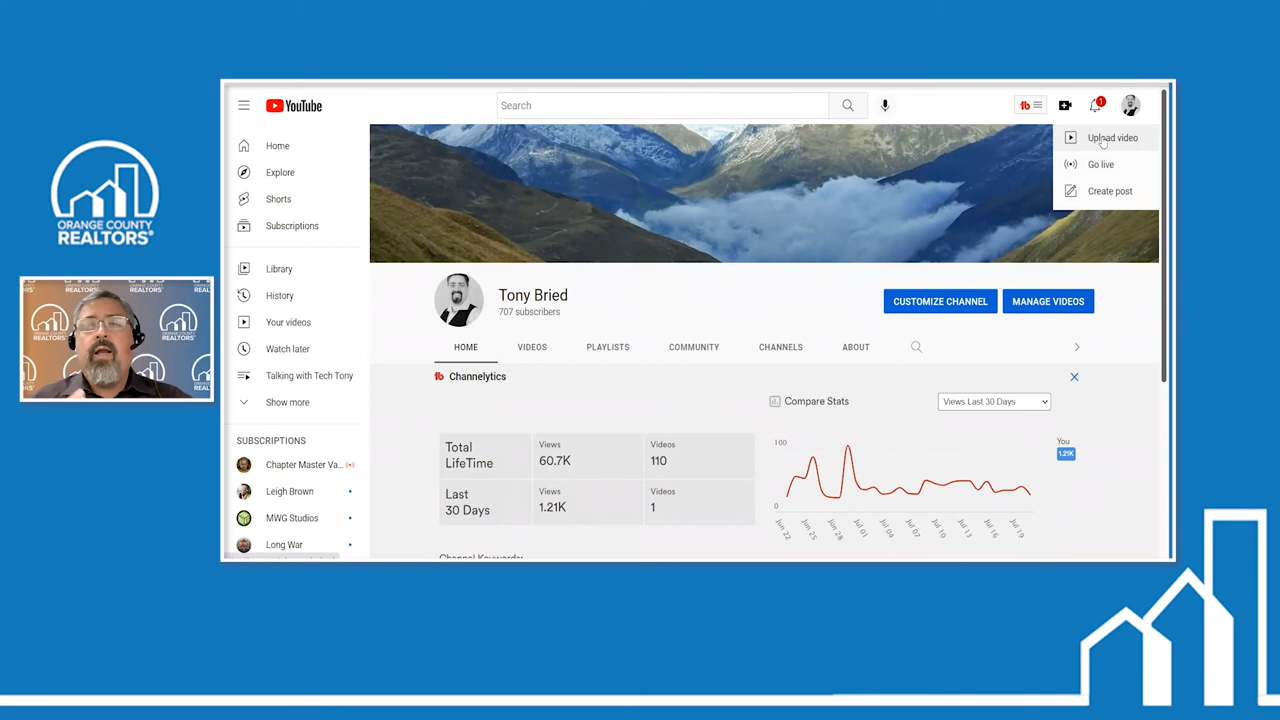 ORANGE COUNTY
REALTORS®
YouTube
Search
1
Home
Explore
Shorts
Subscriptions
Library
History
Your videos
Watch later
Talking with Tech Tony
Show more
SUBSCRIPTIONS
Chapter Master Va...
Leigh Brown
MWG Studios
Long War
Upload video
Go live
Create post
Tony Bried
707 subscribers
CUSTOMIZE CHANNEL
MANAGE VIDEOS
HOME VIDEOS PLAYLISTS COMMUNITY CHANNELS ABOUT
Channelytics
Compare Stats
Views Last 30 Days
Total
LifeTime
Views
60.7K
Videos
110
Last
30 Days
Views
1.21K
Videos
1
100
0
Jun 22 Jun 25 Jun 28 Jul 01 Jul 04 Jul 07 Jul 10 Jul 13 Jul 16 Jul 19
You
1.21K
Channel Keywords: